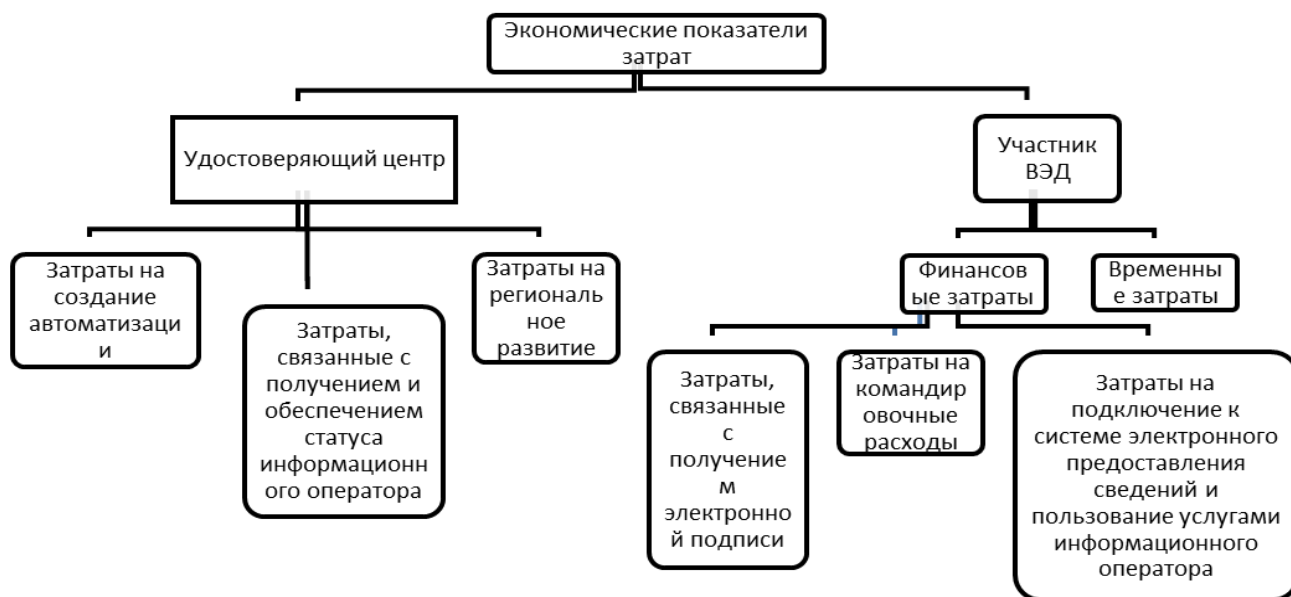 Экономические показатели
затрат
Удостоверяющий центр
Участник
ВЭД
Затраты на
создание
автоматизаци
и
Затраты,
связанные с
получением и
обеспечением
статуса
информационн
ого оператора
Затраты на
региональ
ное
развитие
Финансов
ые затраты
Временны
е затраты
Затраты,
связанные
с
получение
м
электронно
й подписи
Затраты на
командир
овочные
расходы
Затраты на
подключение к
системе электронного
предоставления
сведений и
пользование услугами
информационного
оператора